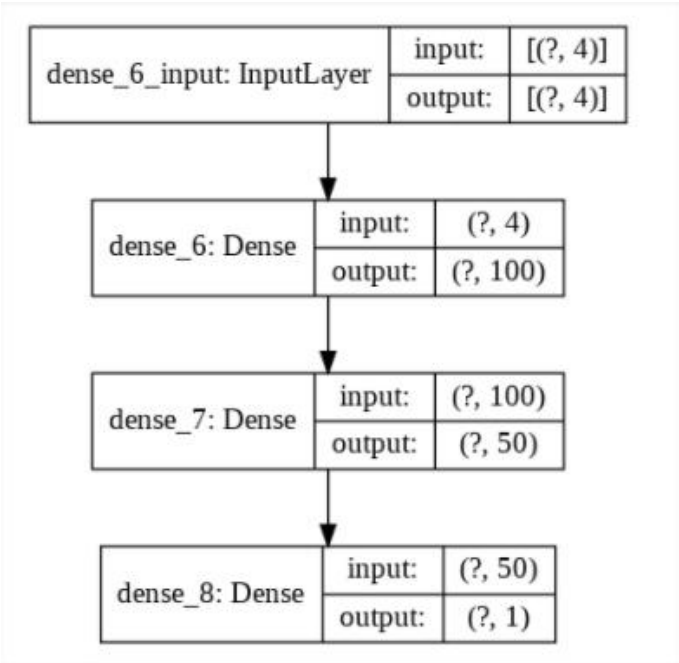 dense_6_input: InputLayer
input: [(?, 4)]
output: [(?, 4)]
dense_6: Dense
input: (?, 4)
output: (?, 100)
dense_7: Dense
input: (?, 100)
output: (?, 50)
dense_8: Dense
input: (?, 50)
output: (?, 1)